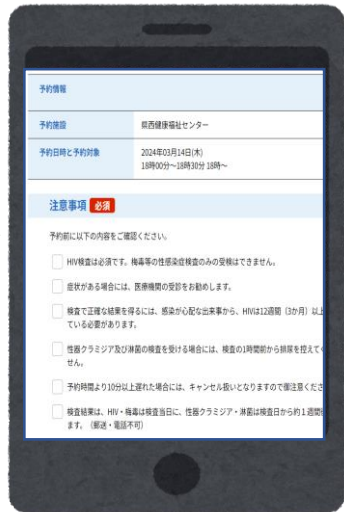 予約情報
予約施設 県西健康福祉センター
予約日時と予約対象 2024年03月14日(木)
18時00分～18時30分 18時～
注意事項 必須
予約前に以下の内容をご確認ください。
HIV検査は必須です。梅毒等の性感染症検査のみの受検はできません。
症状がある場合には、医療機関の受診をお勧めします。
検査で正確な結果を得るには、感染が心配な出来事から、HIVは12週間（3か月）以上
ている必要があります。
性器クラミジア及び淋菌の検査を受ける場合には、検査の1時間前から排尿を控えてく
せん。
予約時間より10分以上遅れた場合には、キャンセル扱いとなりますので御注意くださ
検査結果は、HIV・梅毒は検査当日に、性器クラミジア・淋菌は検査日から約１週間
ます。（郵送・電話不可）